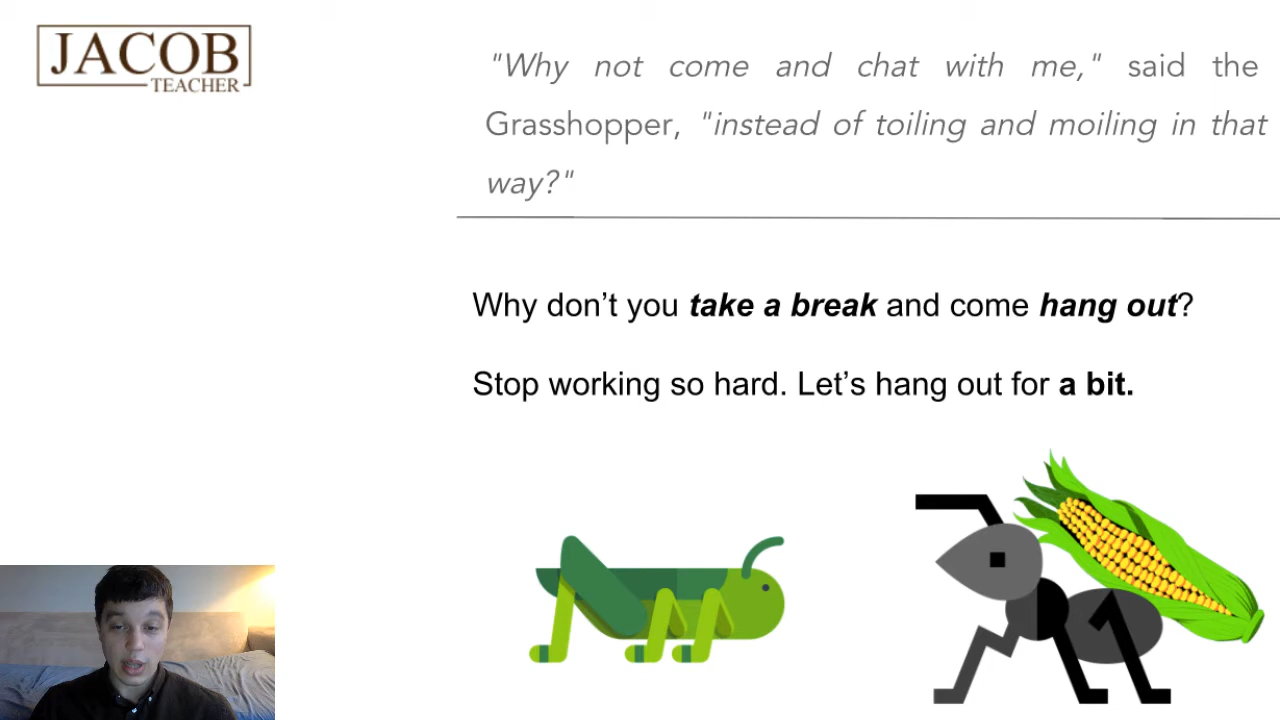 JACOB
TEACHER
"Why not come and chat with me," said the
Grasshopper, "instead of toiling and moiling in that
way?"
Why don’t you take a break and come hang out?
Stop working so hard. Let’s hang out for a bit.